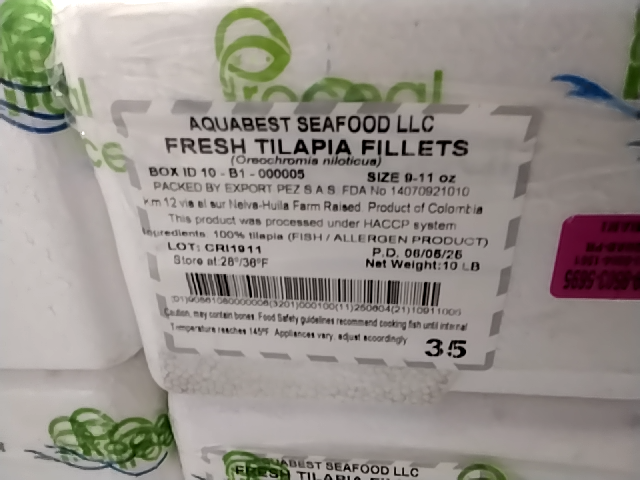 Proceal
AQUABEST SEAFOOD LLC
FRESH TILAPIA FILLETS
(Oreochromis niloticus)
BOX ID 10 - B1 - 000005 SIZE 9-11 oz
PACKED BY EXPORT PEZ S A S FDA No 14070921010
Km 12 via al sur Neiva-Huila Farm Raised Product of Colombia
This product was processed under HACCP system
Ingredients: 100% tilapia (FISH / ALLERGEN PRODUCT)
LOT: CRI1911 P.D. 06/05/25
Store at:28°/36°F Net Weight:10 LB
Caution, may contain bones. Food Safety guidelines recommend cooking fish until internal
Temperature reaches 145ºF. Appliances vary, adjust accordingly
35
AQUABEST SEAFOOD LLC
FRESH TILAPIA